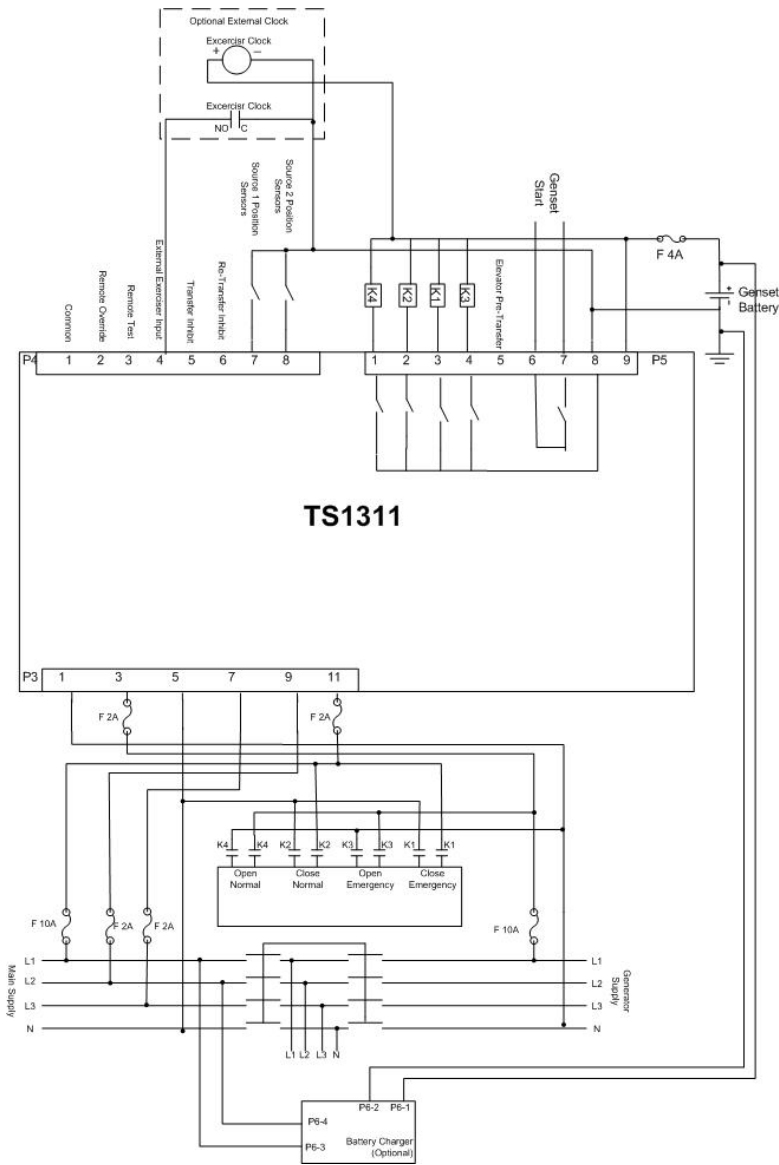 Optional External Clock
Excercisr Clock
+ −
Excercisr Clock
NO C
Source 1 Position
Sensors
Source 2 Position
Sensors
Genset
Start
F 4A
+
-
Genset
Battery
Common
Remote Override
Remote Test
External Exerciser Input
Transfer Inhibit
Re-Transfer Inhibit
K4
K2
K1
K3
Elevator Pre-Transfer
P4
1 2 3 4 5 6 7 8
1 2 3 4 5 6 7 8 9
P5
TS1311
P3
1 3 5 7 9 11
F 2A
F 2A
K4 K4 K2 K2 K3 K3 K1 K1
Open
Normal
Close
Normal
Open
Emergency
Close
Emergency
F 10A
F 2A
F 2A
F 10A
Main Supply
L1
L2
L3
N
L1
L2
L3
N
Generator
Supply
L1 L2 L3 N
P6-2 P6-1
P6-4
P6-3
Battery Charger
(Optional)